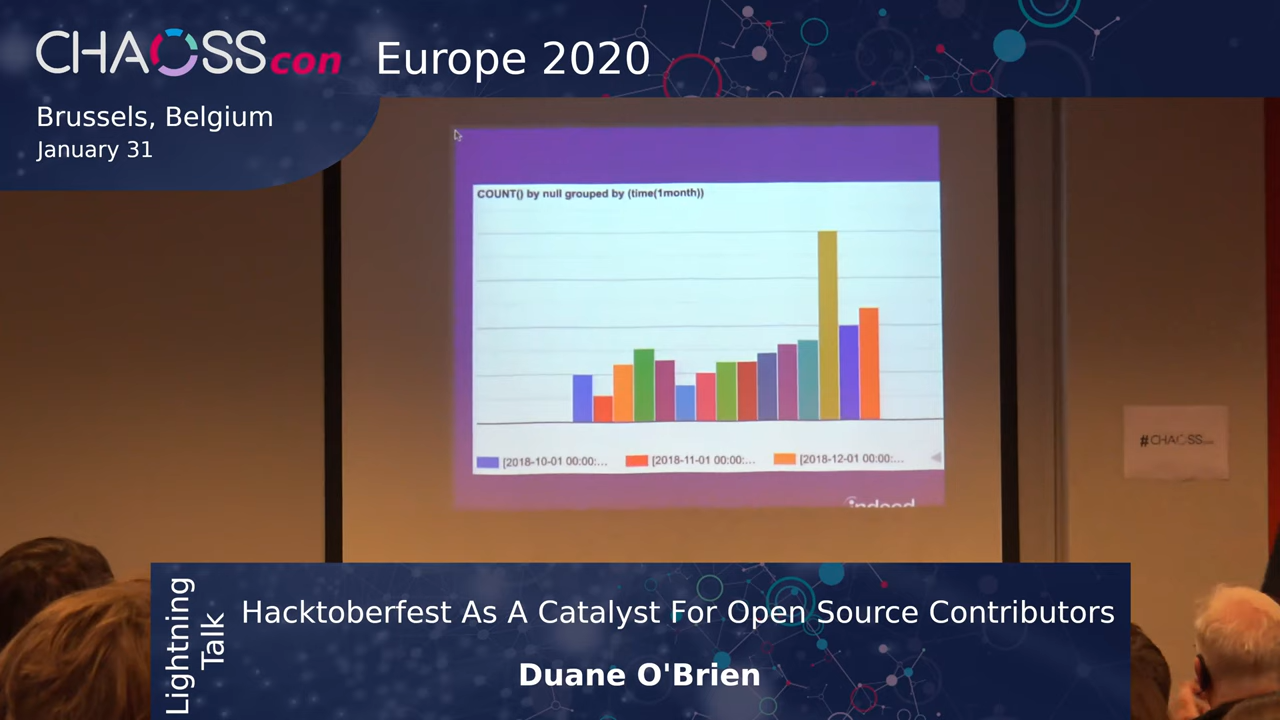 CHAOSScon
Europe 2020
Brussels, Belgium
January 31
COUNT() by null grouped by (time(1month))
[2018-10-01 00:00:...
[2018-11-01 00:00:...
[2018-12-01 00:00:...
indeed
#CHAOSScon
Lightning
Talk
Hacktoberfest As A Catalyst For Open Source Contributors
Duane O'Brien